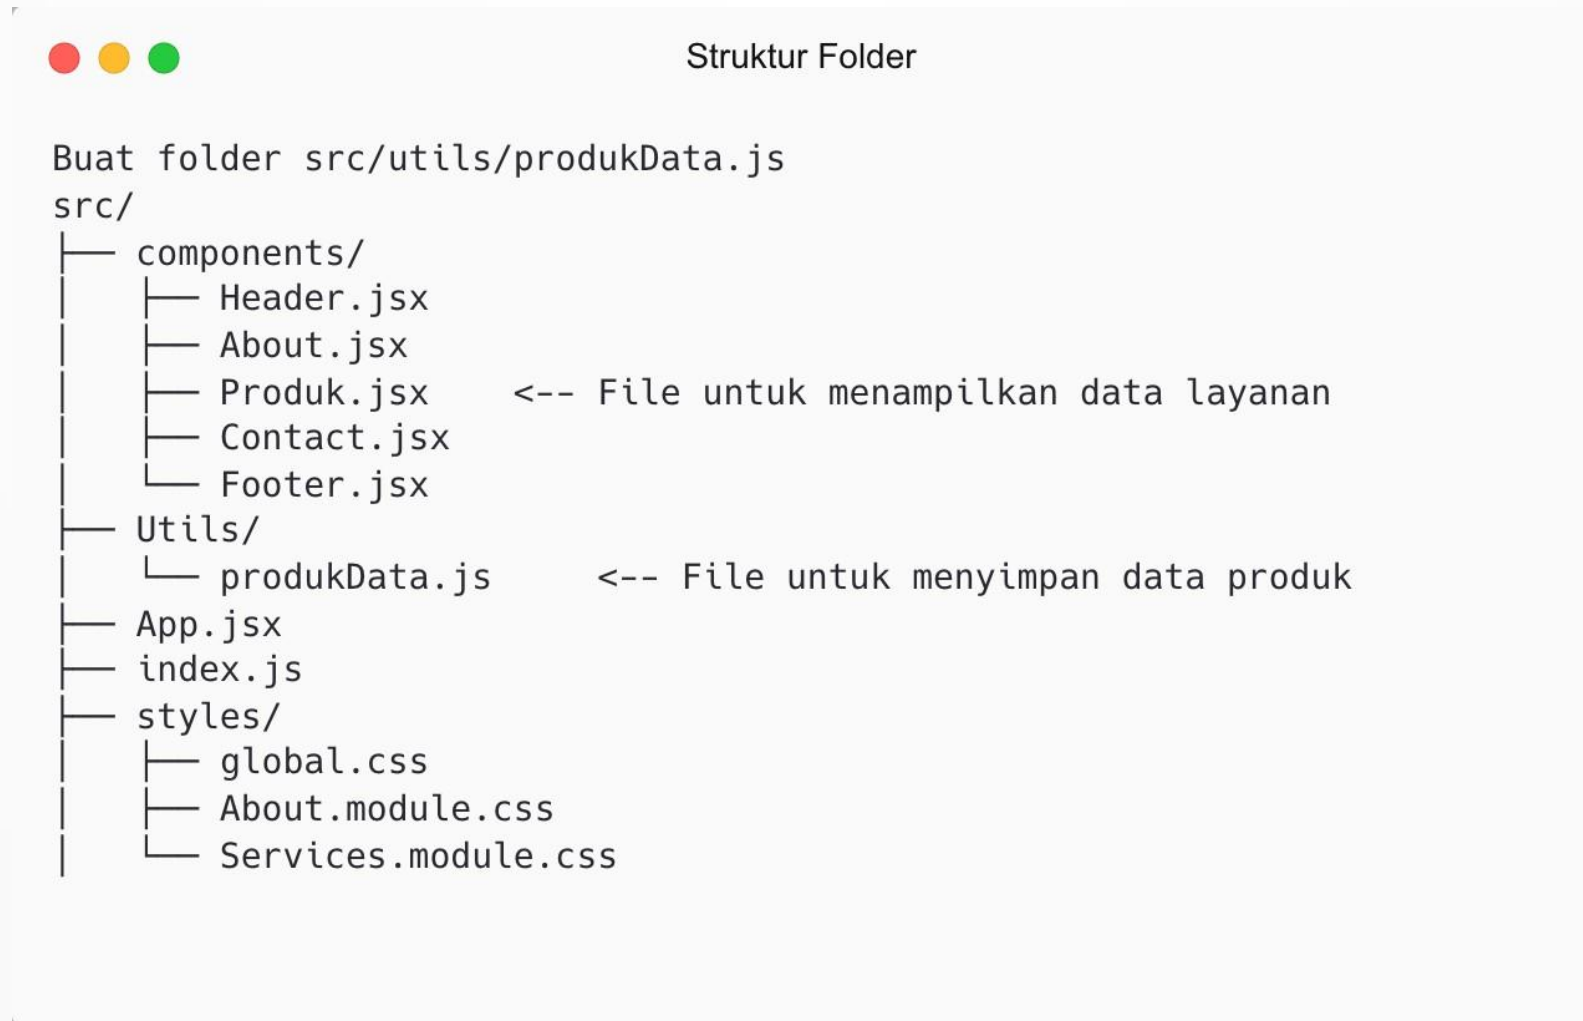 Struktur Folder
Buat folder src/utils/produkData.js
src/
├── components/
│   ├── Header.jsx
│   ├── About.jsx
│   ├── Produk.jsx    <-- File untuk menampilkan data layanan
│   ├── Contact.jsx
│   └── Footer.jsx
├── Utils/
│   └── produkData.js     <-- File untuk menyimpan data produk
├── App.jsx
├── index.js
├── styles/
│   ├── global.css
│   ├── About.module.css
│   └── Services.module.css